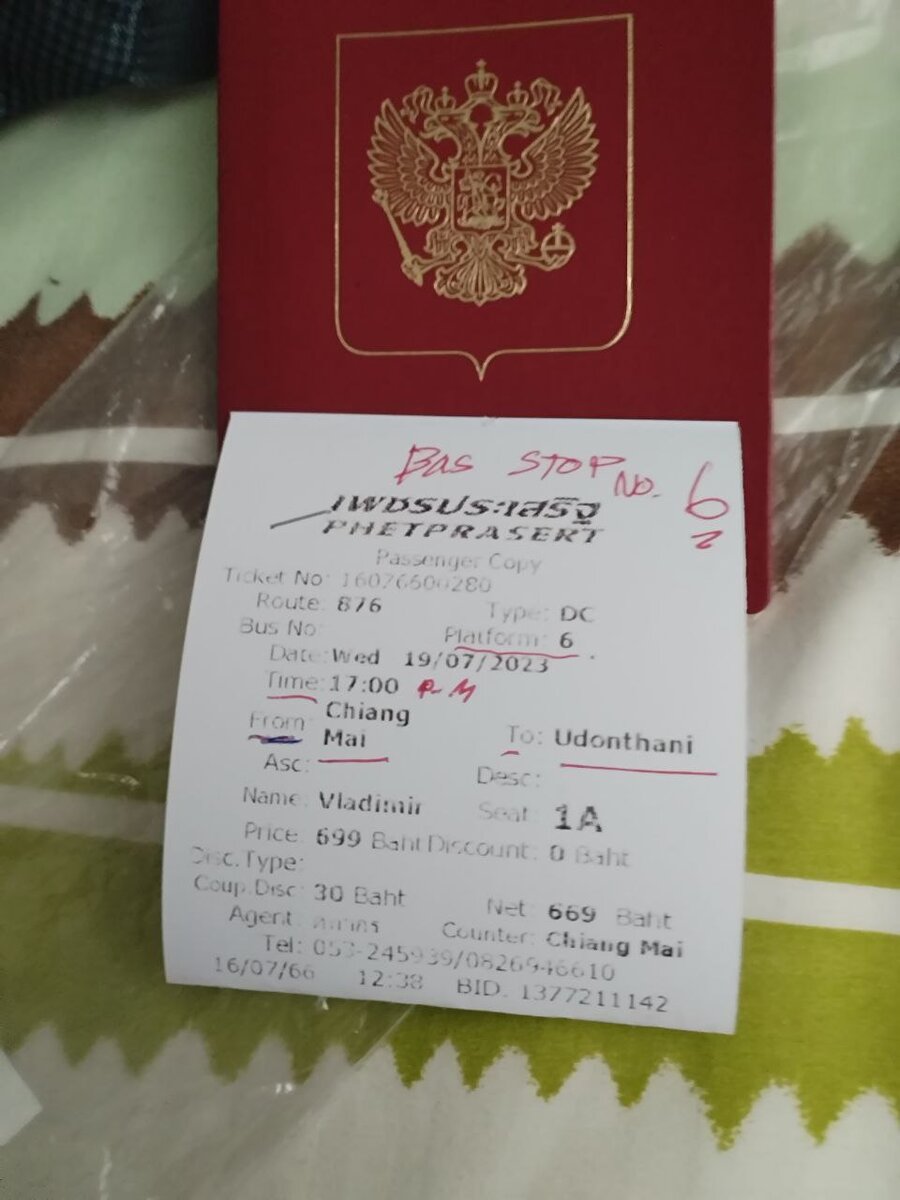 Bas STOP No. 6
เพชรประเสริฐ
PHETPRASERT
Passenger Copy
Ticket No: 16076600280
Route: 876 Type: DC
Bus No: Platform: 6
Date: Wed 19/07/2023
Time: 17:00 P.M
From: Chiang Mai To: Udonthani
Asc: Desc:
Name: Vladimir Seat: 1A
Price: 699 Baht Discount: 0 Baht
Disc.Type:
Coup.Disc: 30 Baht Net: 669 Baht
Agent: Counter: Chiang Mai
Tel: 053-245939/0826946610
16/07/66 12:38 BID. 1377211142